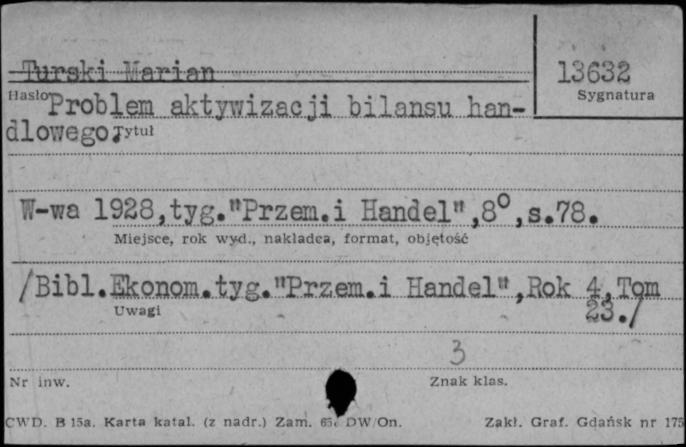 Turski Marian
13632
Hasło
Sygnatura
Problem aktywizacji bilansu han-
dlowego.
Tytuł
W-wa 1928,tyg."Przem.i Handel",8°,s.78.
Miejsce, rok wyd., nakładca, format, objętość
/Bibl.Ekonom.tyg."Przem.i Handel",Rok 4,Tom
23./
Uwagi
3
Nr inw.
Znak klas.
CWD. B 15a. Karta katal. (z nadr.) Zam. DW/On.
Zakł. Graf. Gdańsk nr 175